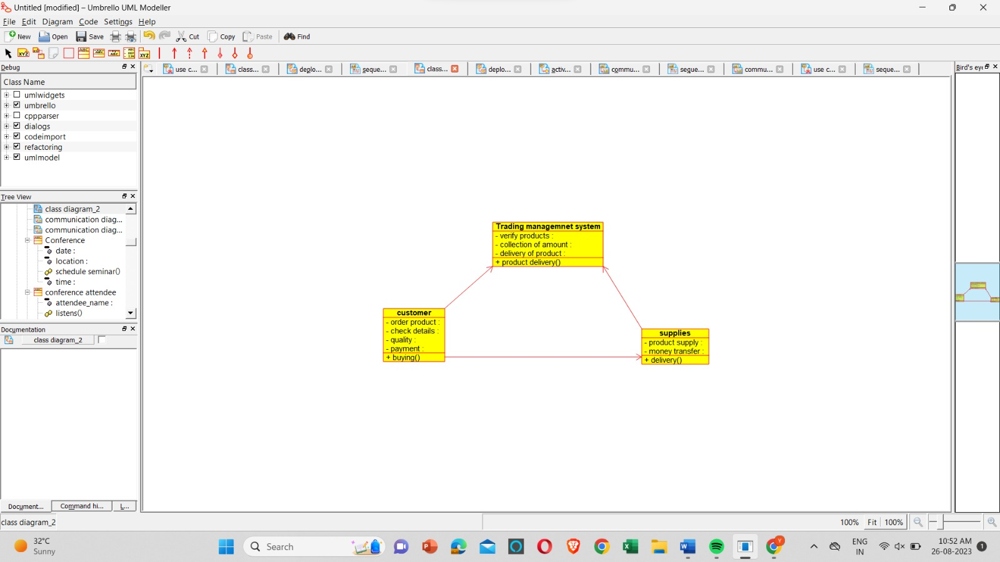 Untitled [modified] – Umbrello UML Modeller
File Edit Diagram Code Settings Help
New Open Save Cut Copy Paste Find
XYZ ABC ABC XYZ
Debug
Class Name
umlwidgets
umbrello
cppparser
dialogs
codeimport
refactoring
umlmodel
Tree View
class diagram_2
communication diag...
communication diag...
Conference
date :
location :
schedule seminar()
time :
conference attendee
attendee_name :
listens()
Documentation
class diagram_2
Document... Command hi... L...
use c... class... deplo... seque... class... deplo... activ... commu... seque... commu... use c... seque...
Trading managemnet system
- verify products :
- collection of amount :
- delivery of product :
+ product delivery()
customer
- order product :
- check details :
- quality :
- payment :
+ buying()
supplies
- product supply :
- money transfer :
+ delivery()
Bird's eye
class diagram_2
100% Fit 100%
32°C
Sunny
Search
ENG
IN
10:52 AM
26-08-2023
1